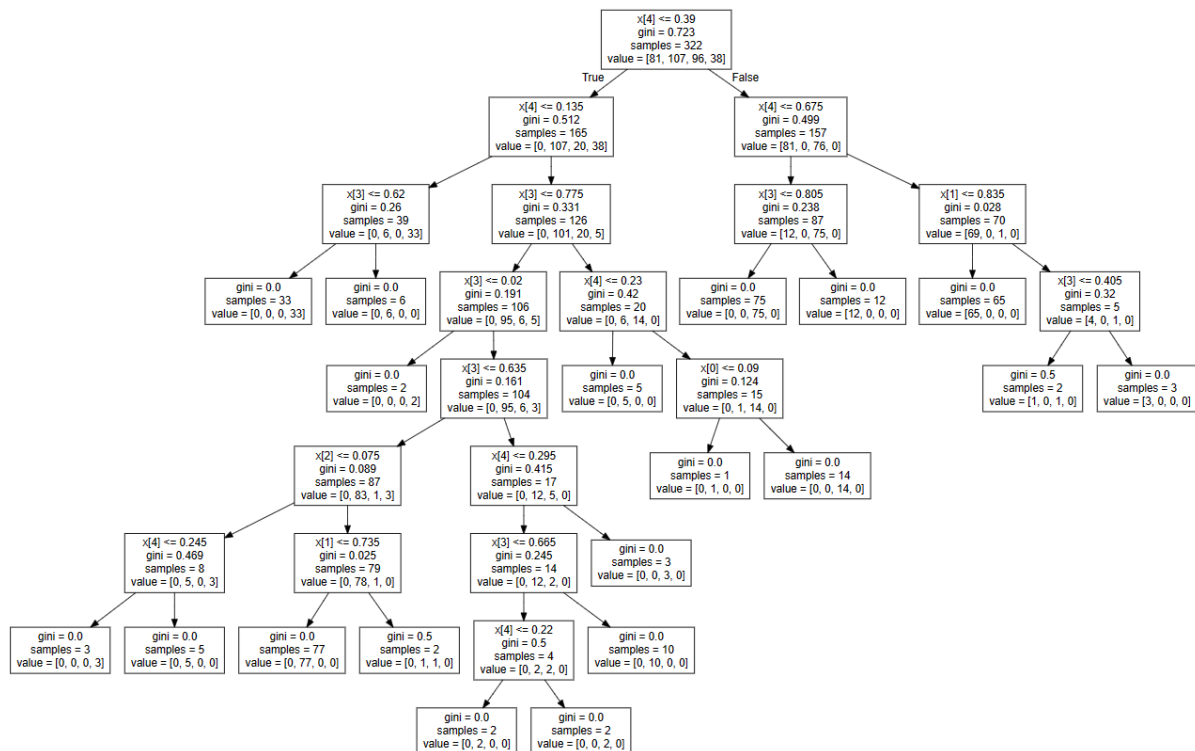 x[4] <= 0.39
gini = 0.723
samples = 322
value = [81, 107, 96, 38]
True
False
x[4] <= 0.135
gini = 0.512
samples = 165
value = [0, 107, 20, 38]
x[4] <= 0.675
gini = 0.499
samples = 157
value = [81, 0, 76, 0]
x[3] <= 0.62
gini = 0.26
samples = 39
value = [0, 6, 0, 33]
x[3] <= 0.775
gini = 0.331
samples = 126
value = [0, 101, 20, 5]
x[3] <= 0.805
gini = 0.238
samples = 87
value = [12, 0, 75, 0]
x[1] <= 0.835
gini = 0.028
samples = 70
value = [69, 0, 1, 0]
gini = 0.0
samples = 33
value = [0, 0, 0, 33]
gini = 0.0
samples = 6
value = [0, 6, 0, 0]
x[3] <= 0.02
gini = 0.191
samples = 106
value = [0, 95, 6, 5]
x[4] <= 0.23
gini = 0.42
samples = 20
value = [0, 6, 14, 0]
gini = 0.0
samples = 75
value = [0, 0, 75, 0]
gini = 0.0
samples = 12
value = [12, 0, 0, 0]
gini = 0.0
samples = 65
value = [65, 0, 0, 0]
x[3] <= 0.405
gini = 0.32
samples = 5
value = [4, 0, 1, 0]
gini = 0.0
samples = 2
value = [0, 0, 0, 2]
x[3] <= 0.635
gini = 0.161
samples = 104
value = [0, 95, 6, 3]
gini = 0.0
samples = 5
value = [0, 5, 0, 0]
x[0] <= 0.09
gini = 0.124
samples = 15
value = [0, 1, 14, 0]
gini = 0.5
samples = 2
value = [1, 0, 1, 0]
gini = 0.0
samples = 3
value = [3, 0, 0, 0]
x[2] <= 0.075
gini = 0.089
samples = 87
value = [0, 83, 1, 3]
x[4] <= 0.295
gini = 0.415
samples = 17
value = [0, 12, 5, 0]
gini = 0.0
samples = 1
value = [0, 1, 0, 0]
gini = 0.0
samples = 14
value = [0, 0, 14, 0]
x[4] <= 0.245
gini = 0.469
samples = 8
value = [0, 5, 0, 3]
x[1] <= 0.735
gini = 0.025
samples = 79
value = [0, 78, 1, 0]
x[3] <= 0.665
gini = 0.245
samples = 14
value = [0, 12, 2, 0]
gini = 0.0
samples = 3
value = [0, 0, 3, 0]
gini = 0.0
samples = 3
value = [0, 0, 0, 3]
gini = 0.0
samples = 5
value = [0, 5, 0, 0]
gini = 0.0
samples = 77
value = [0, 77, 0, 0]
gini = 0.5
samples = 2
value = [0, 1, 1, 0]
x[4] <= 0.22
gini = 0.5
samples = 4
value = [0, 2, 2, 0]
gini = 0.0
samples = 10
value = [0, 10, 0, 0]
gini = 0.0
samples = 2
value = [0, 2, 0, 0]
gini = 0.0
samples = 2
value = [0, 0, 2, 0]